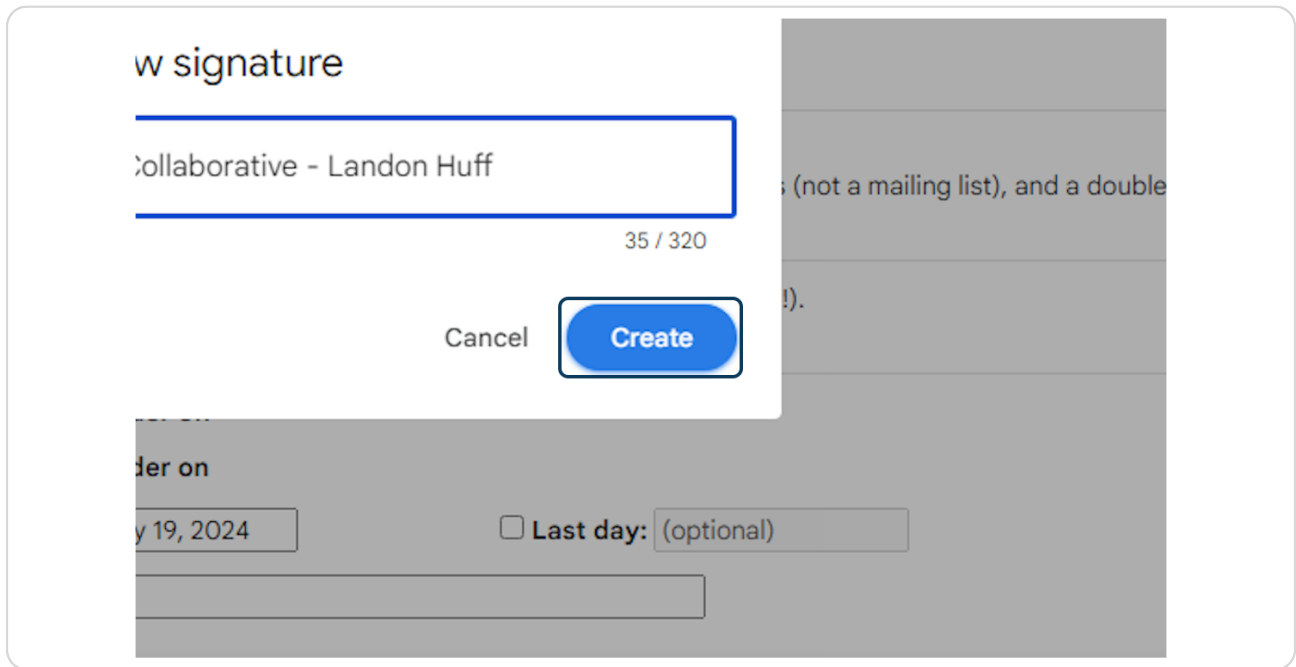 w signature
Collaborative - Landon Huff
s (not a mailing list), and a double
35 / 320
!).
Cancel
Create
der on
y 19, 2024
Last day:
(optional)